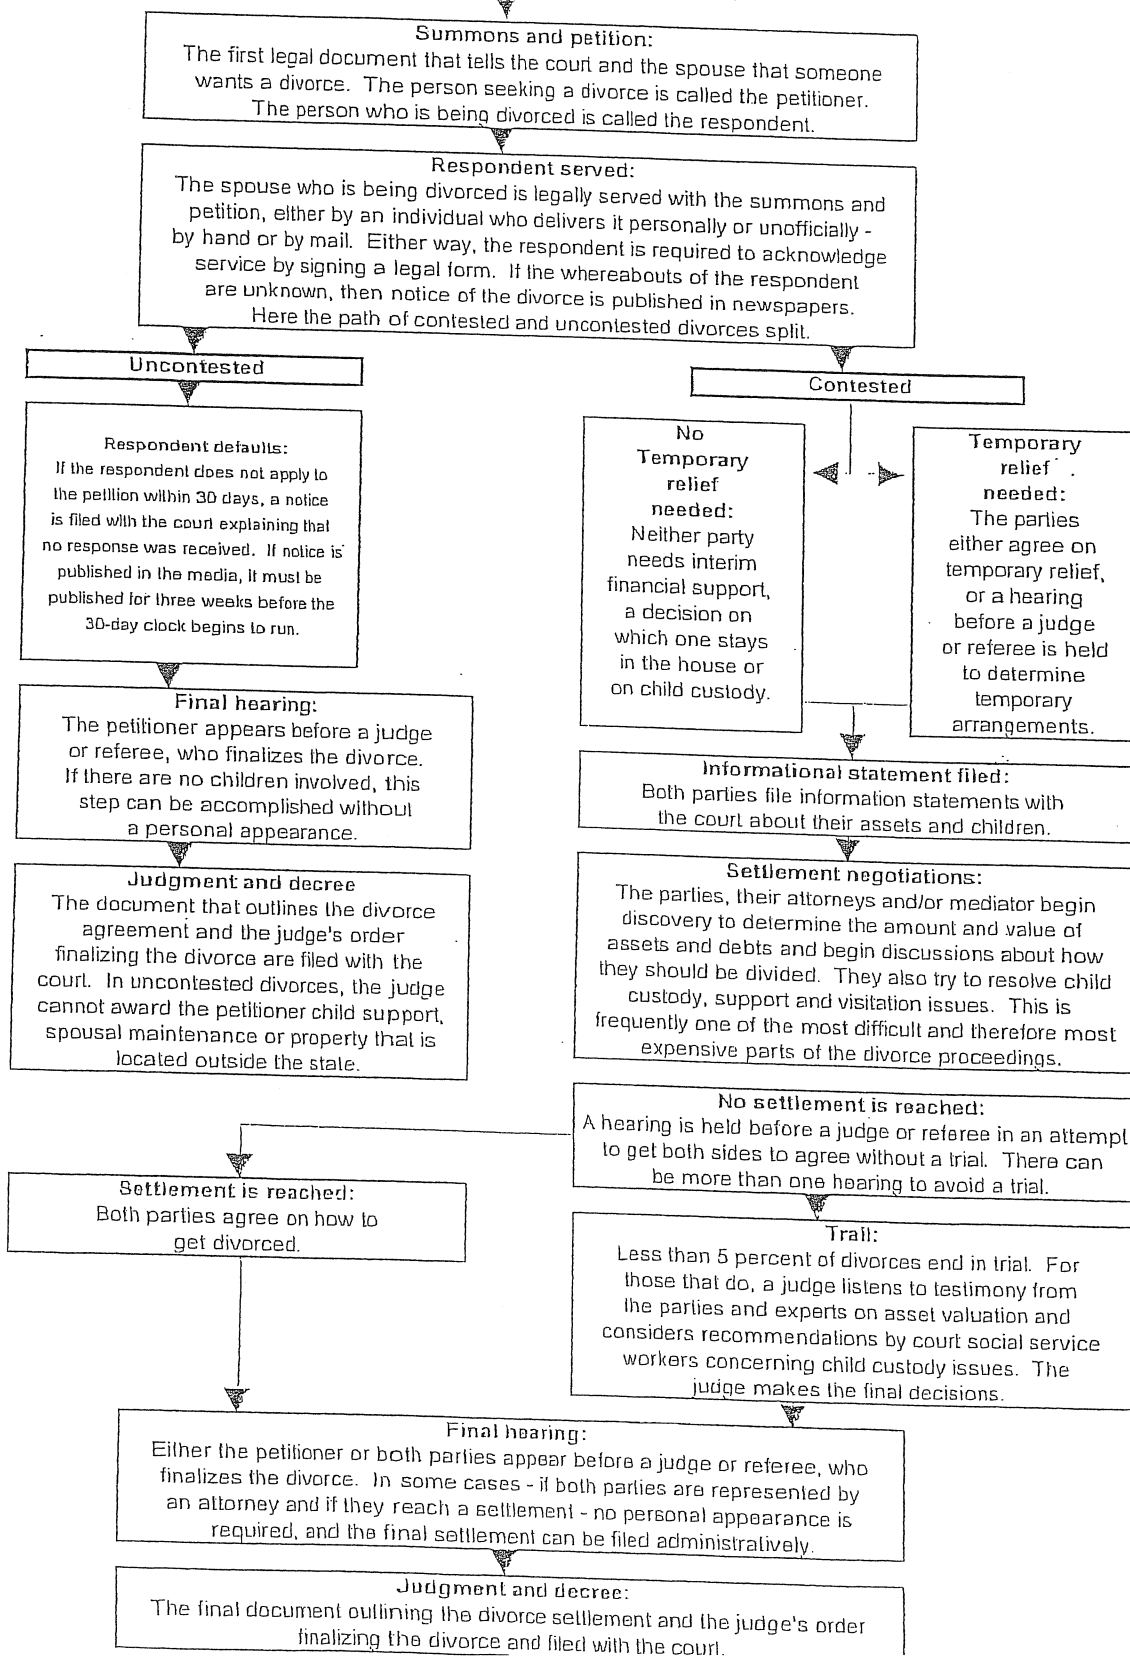 Summons and petition:
The first legal document that tells the court and the spouse that someone
wants a divorce. The person seeking a divorce is called the petitioner.
The person who is being divorced is called the respondent.
Respondent served:
The spouse who is being divorced is legally served with the summons and
petition, either by an individual who delivers it personally or unofficially -
by hand or by mail. Either way, the respondent is required to acknowledge
service by signing a legal form. If the whereabouts of the respondent
are unknown, then notice of the divorce is published in newspapers.
Here the path of contested and uncontested divorces split.
Uncontested
Respondent defaults:
If the respondent does not apply to
the petition within 30 days, a notice
is filed with the court explaining that
no response was received. If notice is
published in the media, it must be
published for three weeks before the
30-day clock begins to run.
Final hearing:
The petitioner appears before a judge
or referee, who finalizes the divorce.
If there are no children involved, this
step can be accomplished without
a personal appearance.
Judgment and decree
The document that outlines the divorce
agreement and the judge's order
finalizing the divorce are filed with the
court. In uncontested divorces, the judge
cannot award the petitioner child support,
spousal maintenance or property that is
located outside the state.
Contested
No
Temporary
relief
needed:
Neither party
needs interim
financial support,
a decision on
which one stays
in the house or
on child custody.
Temporary
relief
needed:
The parties
either agree on
temporary relief,
or a hearing
before a judge
or referee is held
to determine
temporary
arrangements.
Informational statement filed:
Both parties file information statements with
the court about their assets and children.
Settlement negotiations:
The parties, their attorneys and/or mediator begin
discovery to determine the amount and value of
assets and debts and begin discussions about how
they should be divided. They also try to resolve child
custody, support and visitation issues. This is
frequently one of the most difficult and therefore most
expensive parts of the divorce proceedings.
No settlement is reached:
A hearing is held before a judge or referee in an attempt
to get both sides to agree without a trial. There can
be more than one hearing to avoid a trial.
Settlement is reached:
Both parties agree on how to
get divorced.
Trail:
Less than 5 percent of divorces end in trial. For
those that do, a judge listens to testimony from
the parties and experts on asset valuation and
considers recommendations by court social service
workers concerning child custody issues. The
judge makes the final decisions.
Final hearing:
Either the petitioner or both parties appear before a judge or referee, who
finalizes the divorce. In some cases - if both parties are represented by
an attorney and if they reach a settlement - no personal appearance is
required, and the final settlement can be filed administratively.
Judgment and decree:
The final document outlining the divorce settlement and the judge's order
finalizing the divorce and filed with the court.